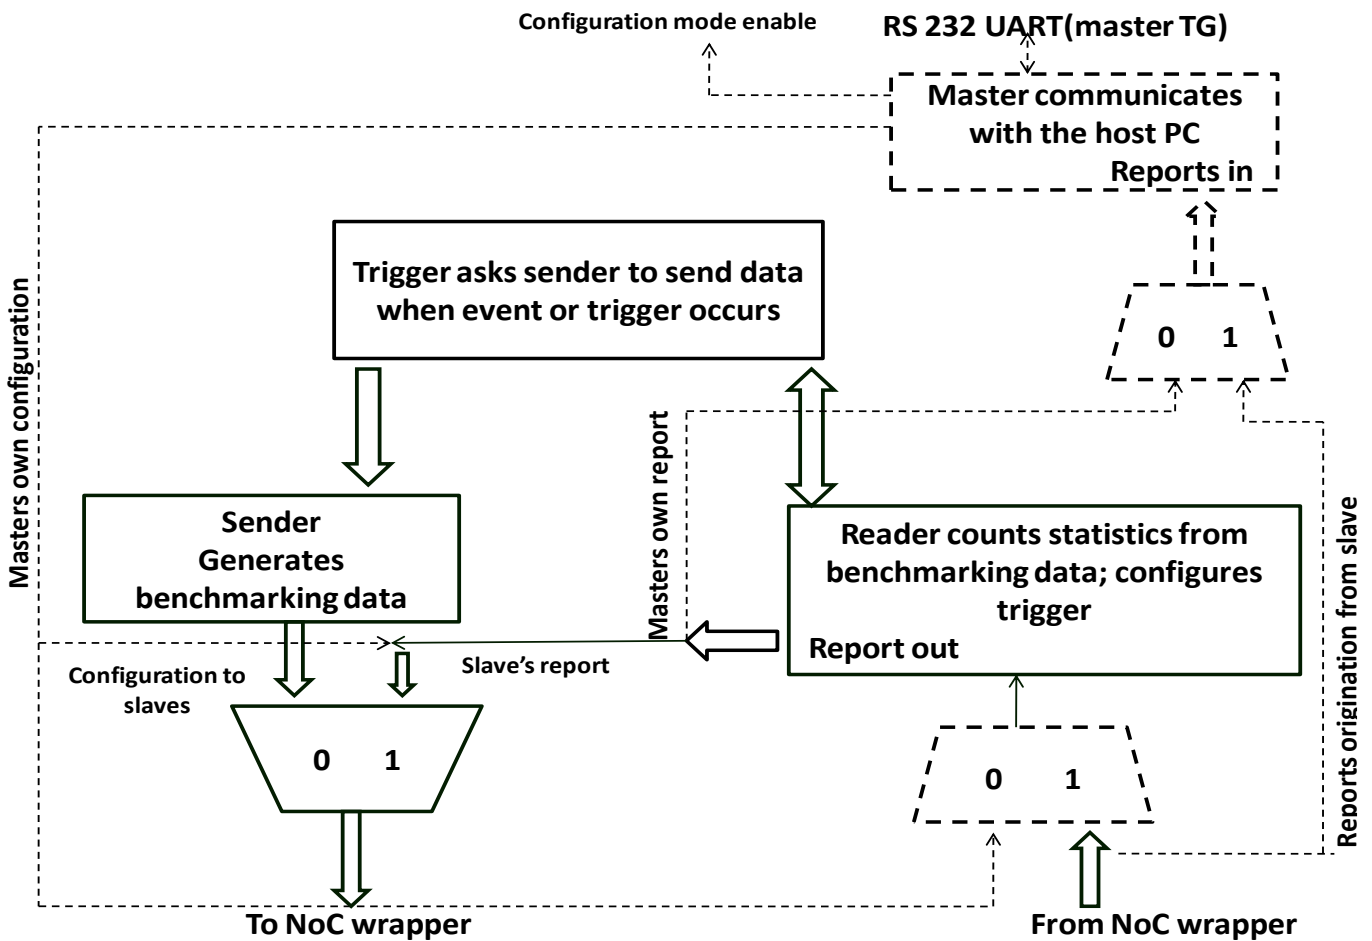 Configuration mode enable
RS 232 UART(master TG)
Master communicates
with the host PC
Reports in
Trigger asks sender to send data
when event or trigger occurs
0 1
Masters own configuration
Masters own report
Reports origination from slave
Sender
Generates
benchmarking data
Reader counts statistics from
benchmarking data; configures
trigger
Report out
Configuration to
slaves
Slave's report
0 1
0 1
To NoC wrapper
From NoC wrapper